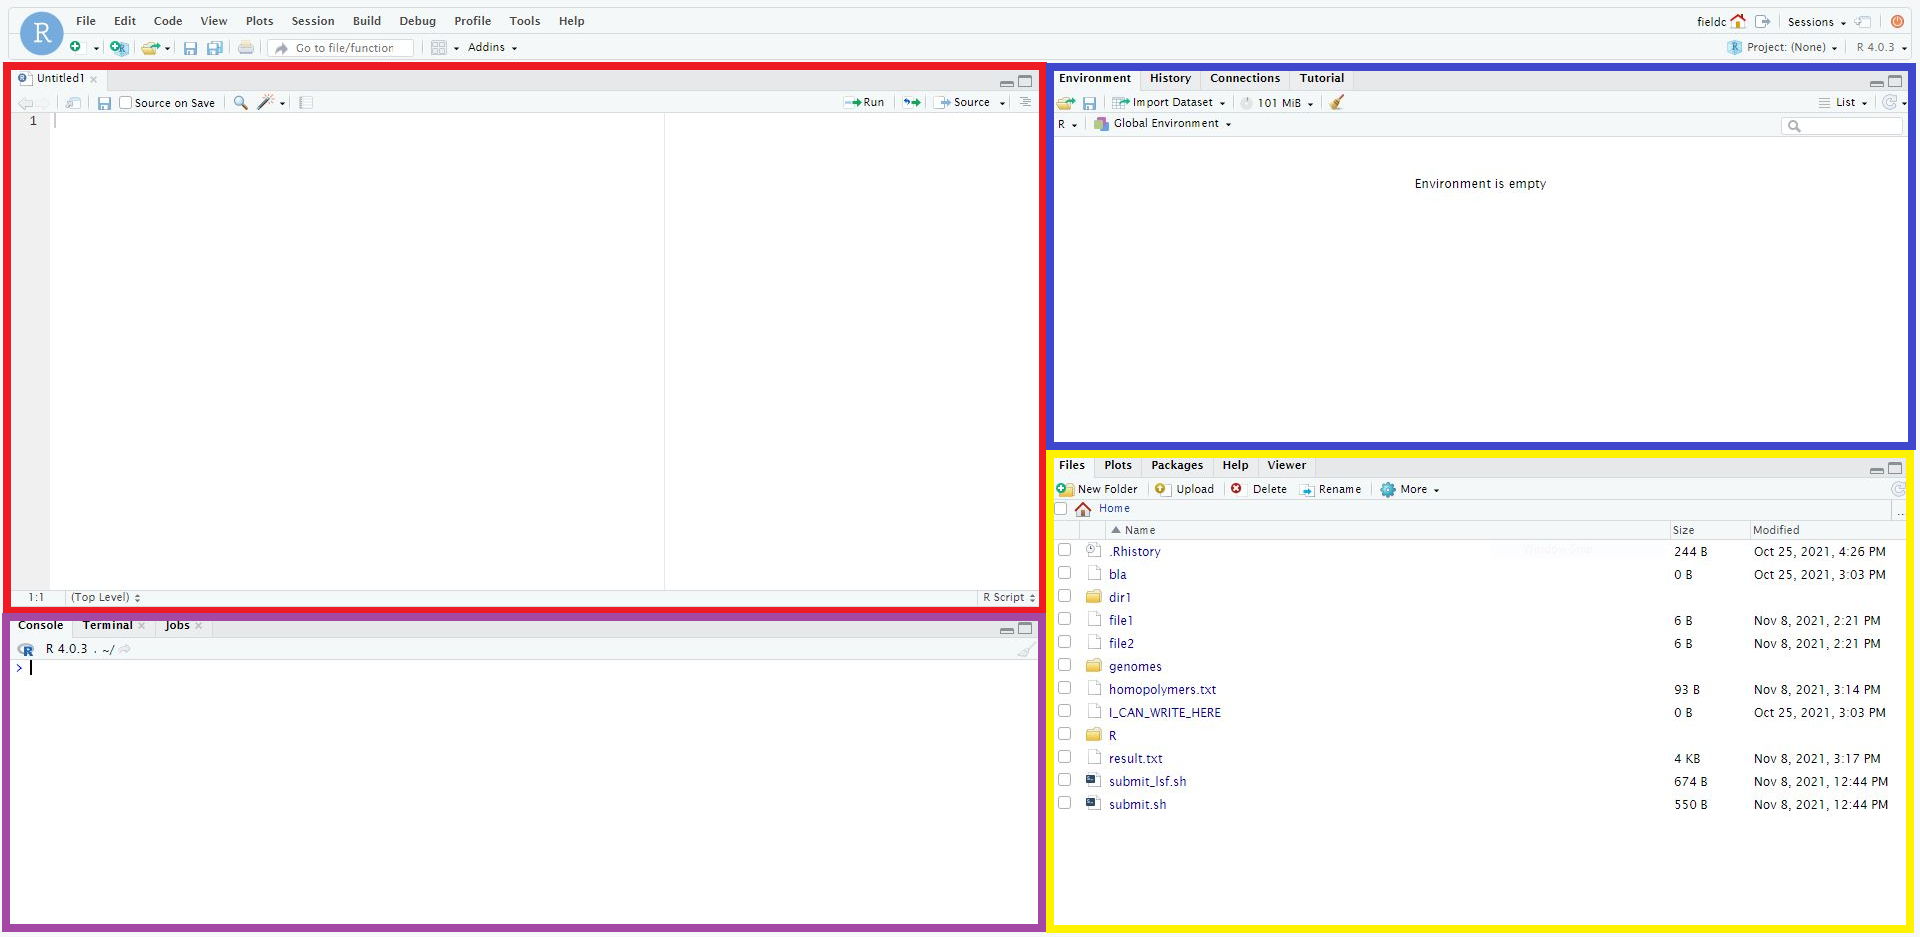 R
File Edit Code View Plots Session Build Debug Profile Tools Help
fieldc Sessions
Go to file/function Addins
Project: (None) R 4.0.3
Untitled1
Source on Save Run Source
1
1:1 (Top Level) R Script
Console Terminal Jobs
R R 4.0.3 . ~/
>
Environment History Connections Tutorial
Import Dataset 101 MiB List
R Global Environment
Environment is empty
Files Plots Packages Help Viewer
New Folder Upload Delete Rename More
Home ...
Name Size Modified
.Rhistory 244 B Oct 25, 2021, 4:26 PM
bla 0 B Oct 25, 2021, 3:03 PM
dir1
file1 6 B Nov 8, 2021, 2:21 PM
file2 6 B Nov 8, 2021, 2:21 PM
genomes
homopolymers.txt 93 B Nov 8, 2021, 3:14 PM
I_CAN_WRITE_HERE 0 B Oct 25, 2021, 3:03 PM
R
result.txt 4 KB Nov 8, 2021, 3:17 PM
submit_lsf.sh 674 B Nov 8, 2021, 12:44 PM
submit.sh 550 B Nov 8, 2021, 12:44 PM